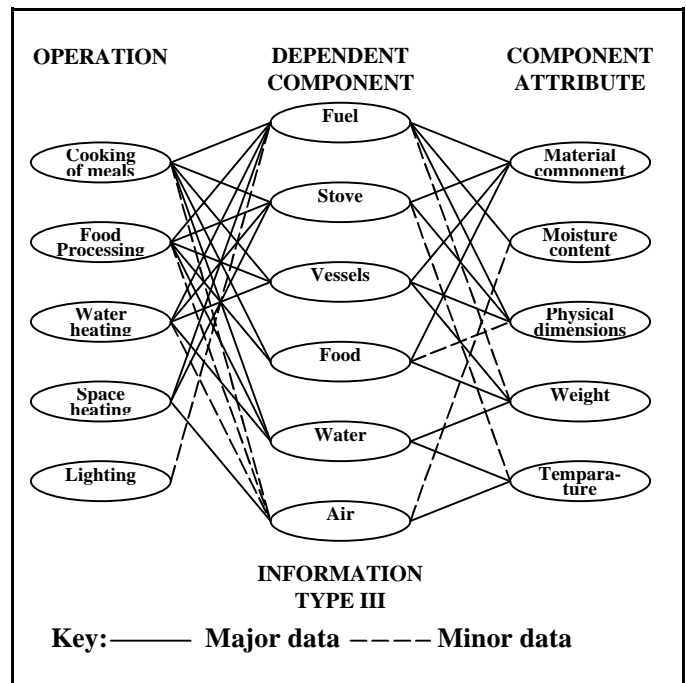 OPERATION
DEPENDENT
COMPONENT
COMPONENT
ATTRIBUTE
Cooking
of meals
Food
Processing
Water
heating
Space
heating
Lighting
Fuel
Stove
Vessels
Food
Water
Air
Material
component
Moisture
content
Physical
dimensions
Weight
Tempara-
ture
INFORMATION
TYPE III
Key: Major data Minor data